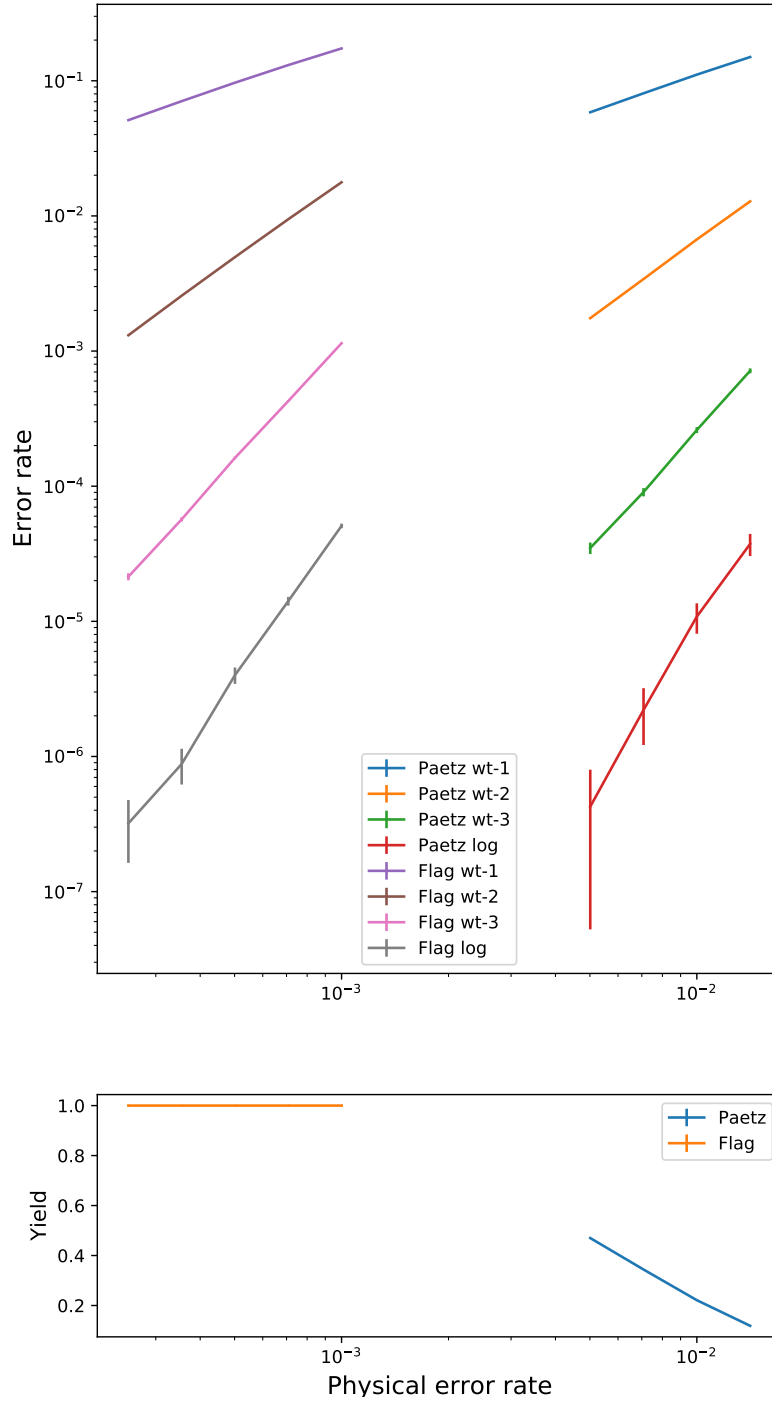 10⁻¹
10⁻²
10⁻³
10⁻⁴
10⁻⁵
10⁻⁶
10⁻⁷
Error rate
Paetz wt-1
Paetz wt-2
Paetz wt-3
Paetz log
Flag wt-1
Flag wt-2
Flag wt-3
Flag log
10⁻³
10⁻²
1.0
0.8
0.6
0.4
0.2
Yield
Paetz
Flag
10⁻³
10⁻²
Physical error rate